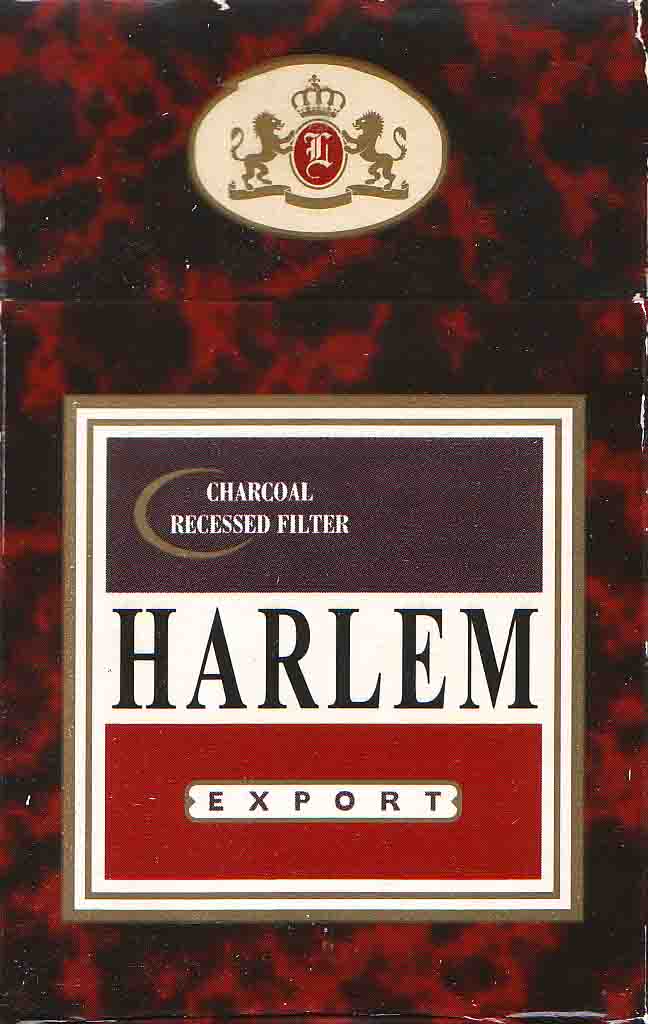 L
CHARCOAL
RECESSED FILTER
HARLEM
EXPORT